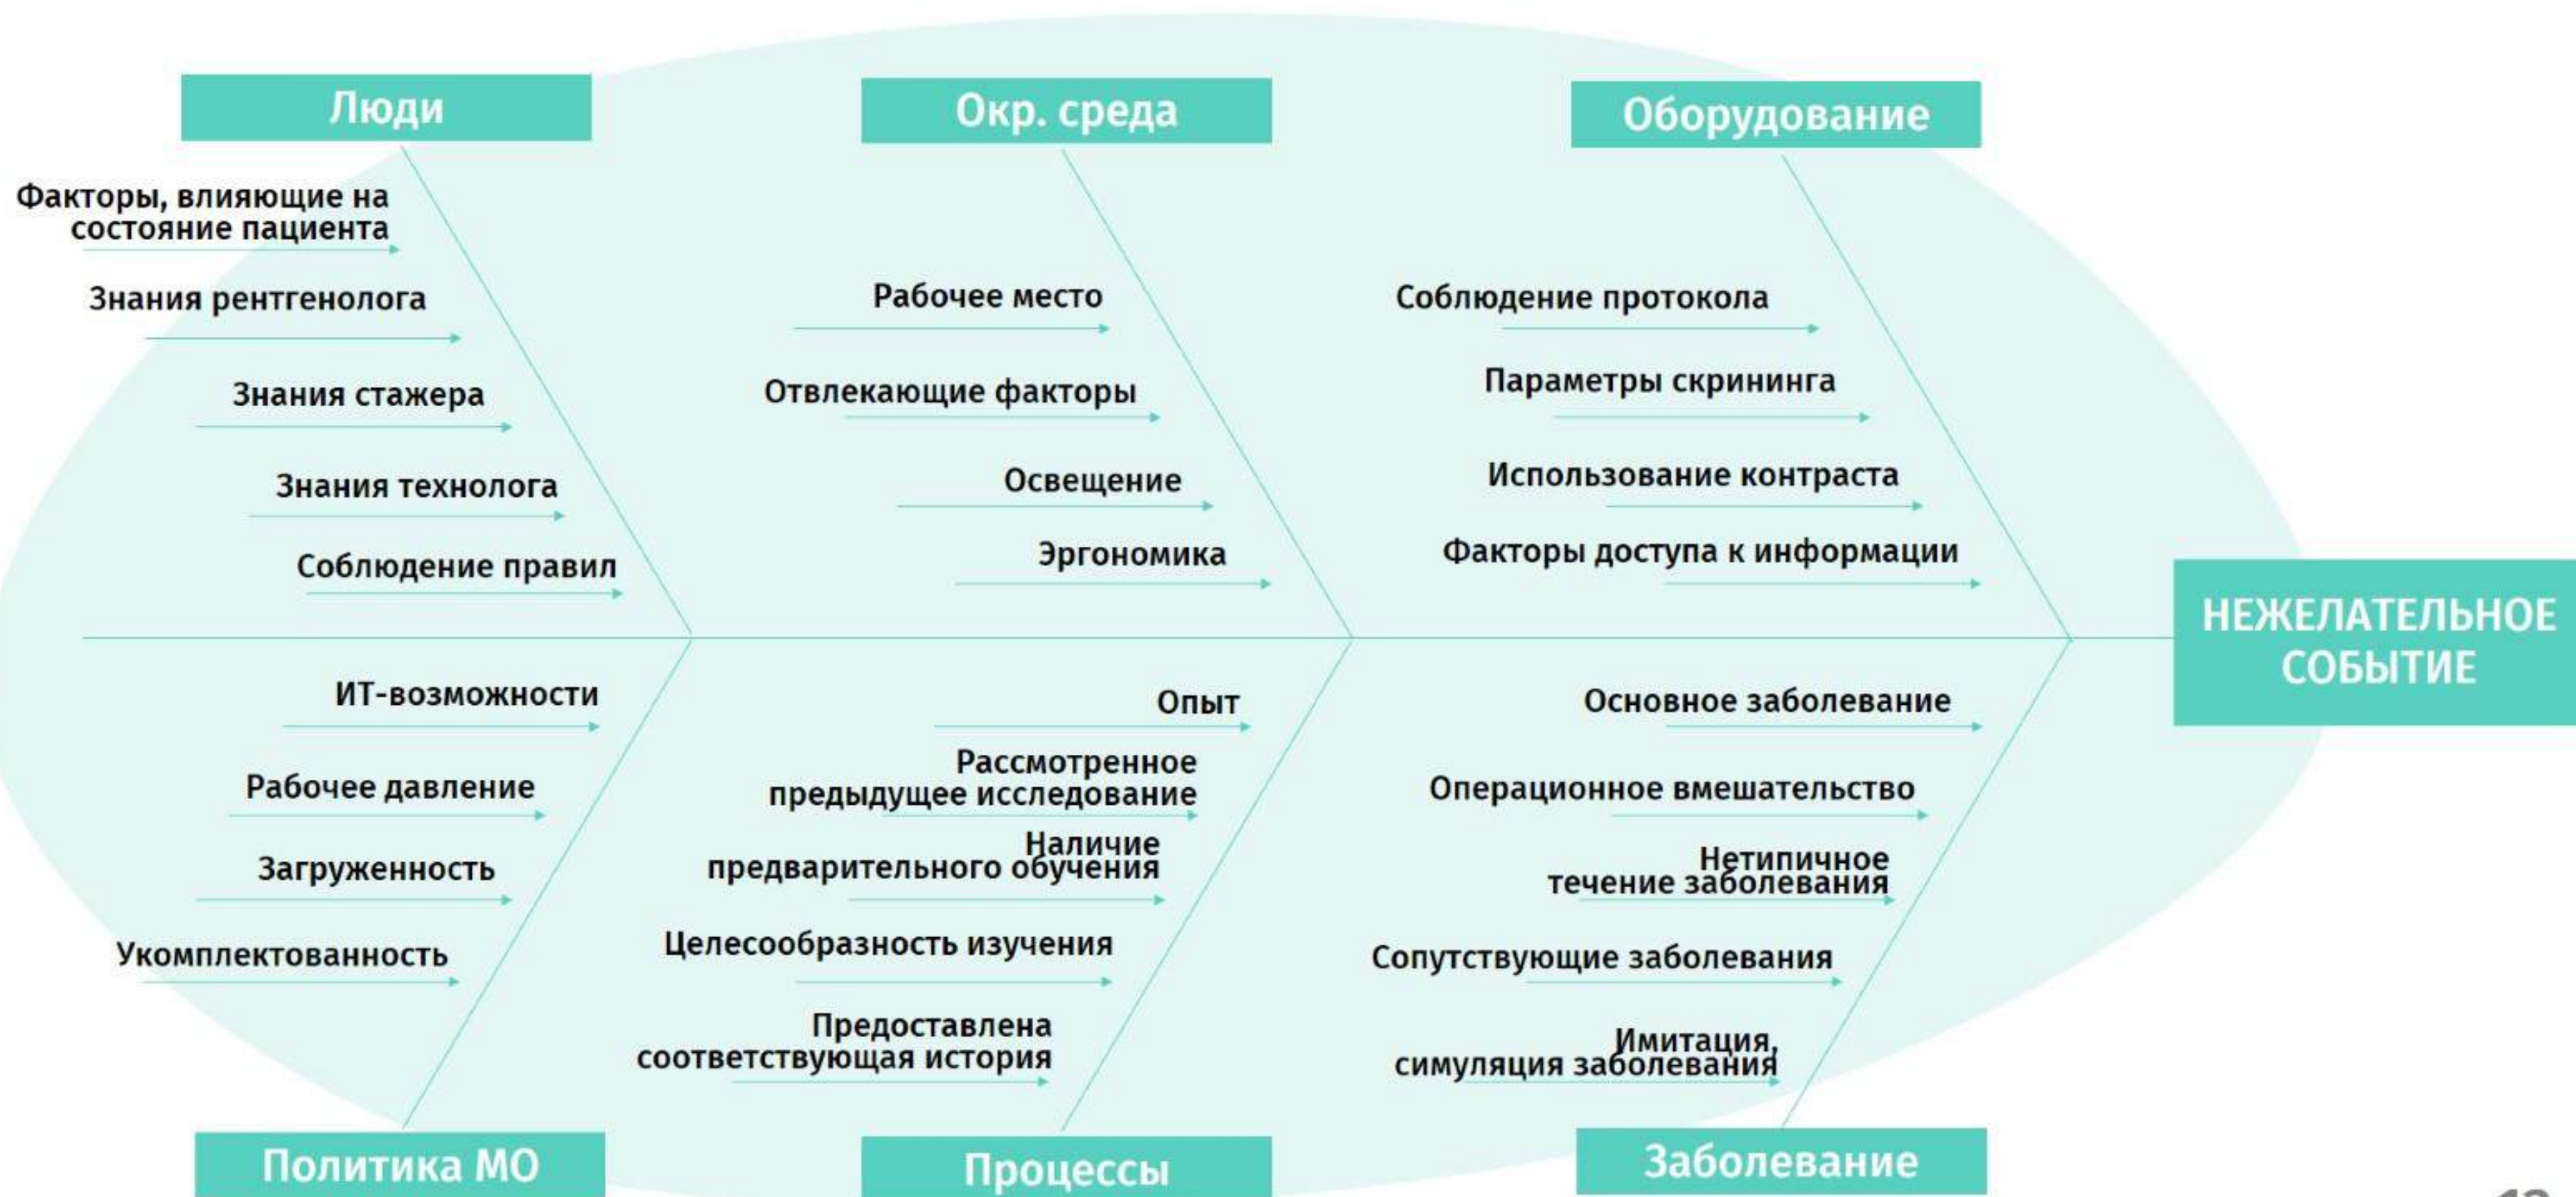 Люди
Факторы, влияющие на
состояние пациента
Знания рентгенолога
Знания стажера
Знания технолога
Соблюдение правил
Окр. среда
Рабочее место
Отвлекающие факторы
Освещение
Эргономика
Оборудование
Соблюдение протокола
Параметры скрининга
Использование контраста
Факторы доступа к информации
НЕЖЕЛАТЕЛЬНОЕ
СОБЫТИЕ
ИТ-возможности
Рабочее давление
Загруженность
Укомплектованность
Политика МО
Опыт
Рассмотренное
предыдущее исследование
Наличие
предварительного обучения
Целесообразность изучения
Предоставлена
соответствующая история
Процессы
Основное заболевание
Операционное вмешательство
Нетипичное
течение заболевания
Сопутствующие заболевания
Имитация,
симуляция заболевания
Заболевание